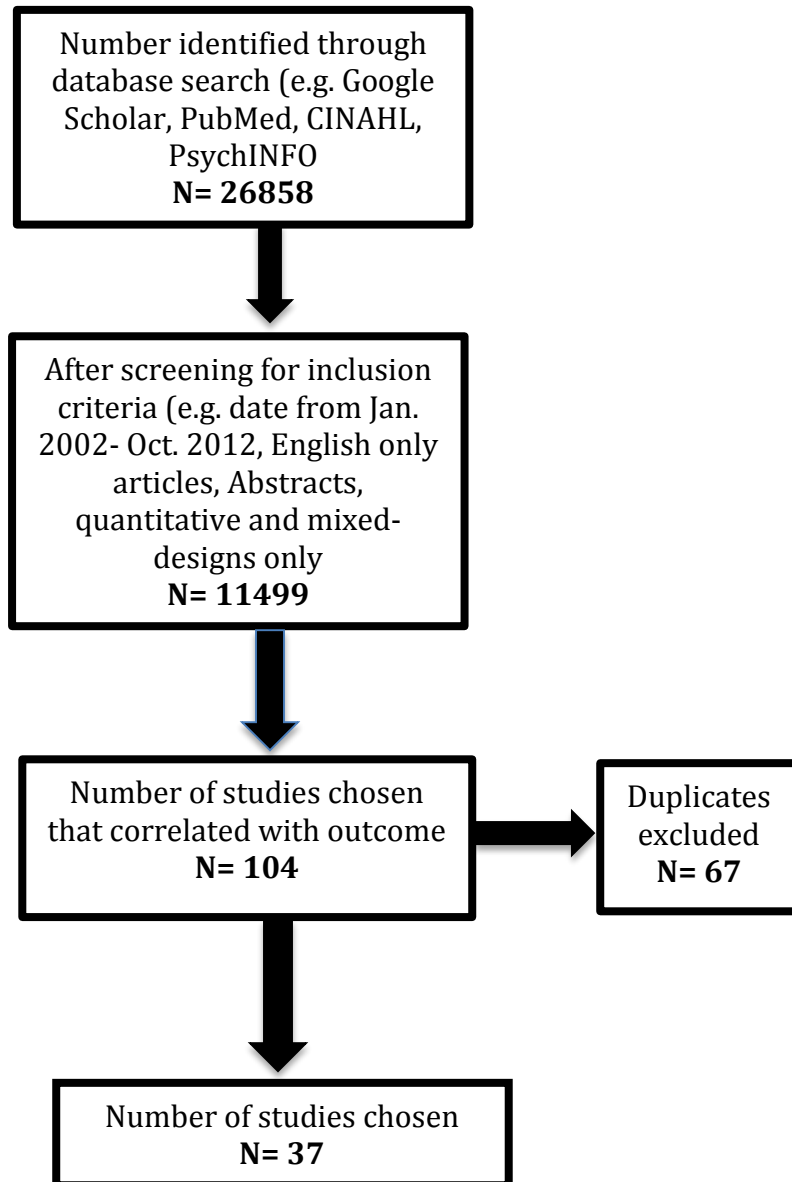 Number identified through
database search (e.g. Google
Scholar, PubMed, CINAHL,
PsychINFO
N= 26858
After screening for inclusion
criteria (e.g. date from Jan.
2002- Oct. 2012, English only
articles, Abstracts,
quantitative and mixed-
designs only
N= 11499
Number of studies chosen
that correlated with outcome
N= 104
Duplicates
excluded
N= 67
Number of studies chosen
N= 37